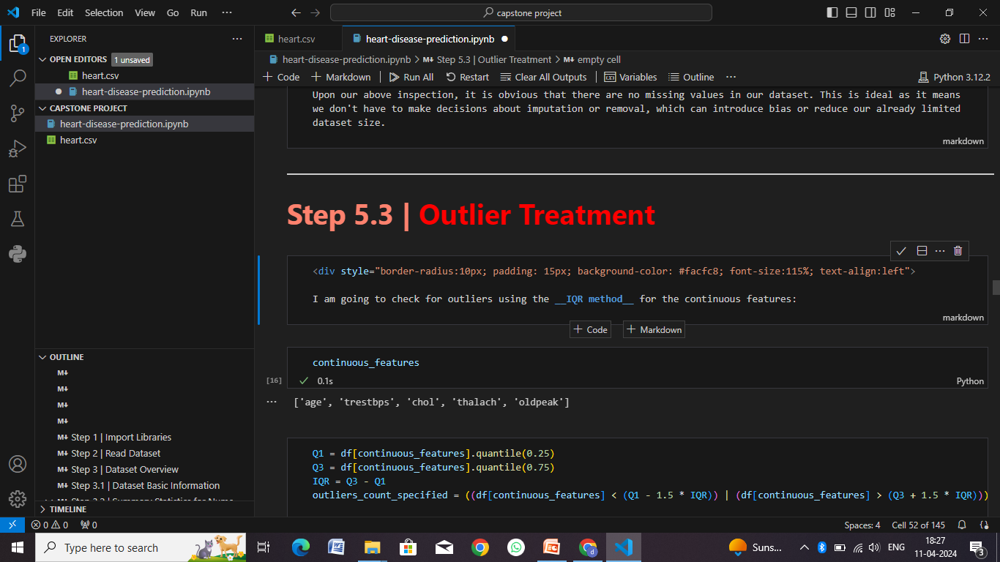 File Edit Selection View Go Run ···
capstone project
EXPLORER
OPEN EDITORS 1 unsaved
heart.csv
heart-disease-prediction.ipynb
CAPSTONE PROJECT
heart-disease-prediction.ipynb
heart.csv
OUTLINE
M↓
M↓
M↓
M↓
M↓ Step 1 | Import Libraries
M↓ Step 2 | Read Dataset
M↓ Step 3 | Dataset Overview
M↓ Step 3.1 | Dataset Basic Information
TIMELINE
heart.csv
heart-disease-prediction.ipynb
heart-disease-prediction.ipynb > M↓ Step 5.3 | Outlier Treatment > M↓ empty cell
+ Code + Markdown Run All Restart Clear All Outputs Variables Outline ··· Python 3.12.2
Upon our above inspection, it is obvious that there are no missing values in our dataset. This is ideal as it means
we don't have to make decisions about imputation or removal, which can introduce bias or reduce our already limited
dataset size.
markdown
Step 5.3 | Outlier Treatment
<div style="border-radius:10px; padding: 15px; background-color: #facfc8; font-size:115%; text-align:left">
I am going to check for outliers using the __IQR method__ for the continuous features:
markdown
+ Code + Markdown
continuous_features
[16] 0.1s Python
['age', 'trestbps', 'chol', 'thalach', 'oldpeak']
Q1 = df[continuous_features].quantile(0.25)
Q3 = df[continuous_features].quantile(0.75)
IQR = Q3 - Q1
outliers_count_specified = ((df[continuous_features] < (Q1 - 1.5 * IQR)) | (df[continuous_features] > (Q3 + 1.5 * IQR)))
0 0 0 Spaces: 4 Cell 52 of 145
Type here to search Suns... ENG 18:27
11-04-2024 3